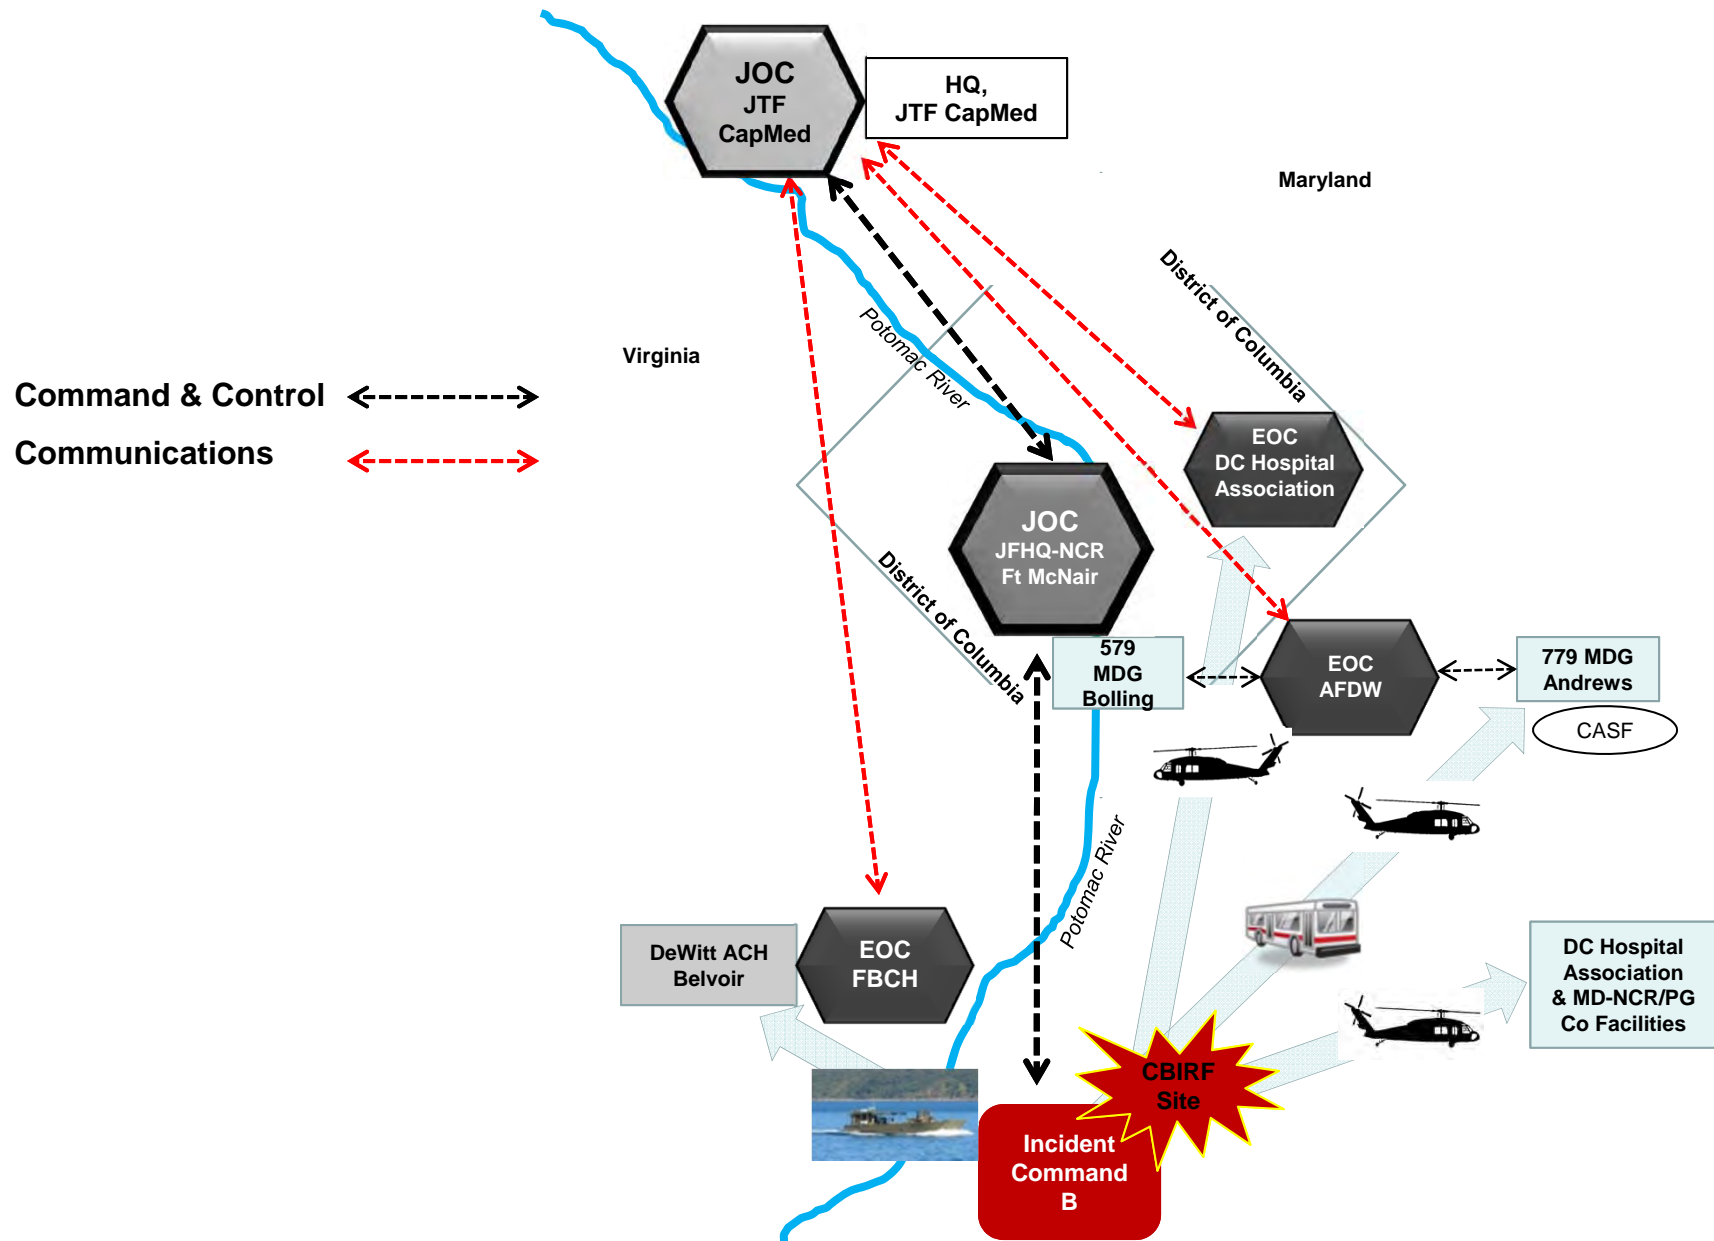 JOC
JTF
CapMed
HQ,
JTF CapMed
Maryland
District of Columbia
Potomac River
Virginia
Command & Control
Communications
EOC
DC Hospital
Association
JOC
JFHQ-NCR
Ft McNair
District of Columbia
579
MDG
Bolling
EOC
AFDW
779 MDG
Andrews
CASF
Potomac River
DeWitt ACH
Belvoir
EOC
FBCH
DC Hospital
Association
& MD-NCR/PG
Co Facilities
CBIRF
Site
Incident
Command
B